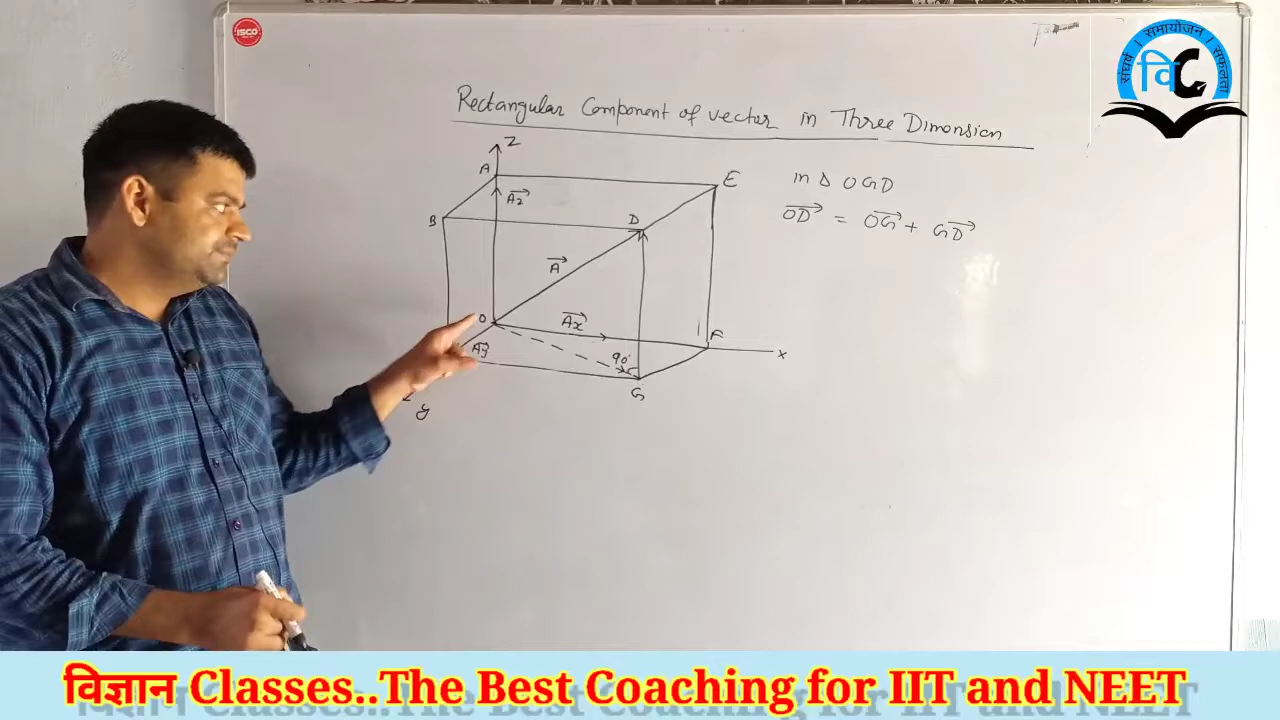 ISCO
संघर्ष । समायोजन । सफलता
वि
Rectangular Component of vector in Three Dimension
Z
A
E
Az
B
D
A
O
Ax
F
x
Ay
90°
G
y
in Δ OGD
OD = OG + GD
विज्ञान Classes..The Best Coaching for IIT and NEET